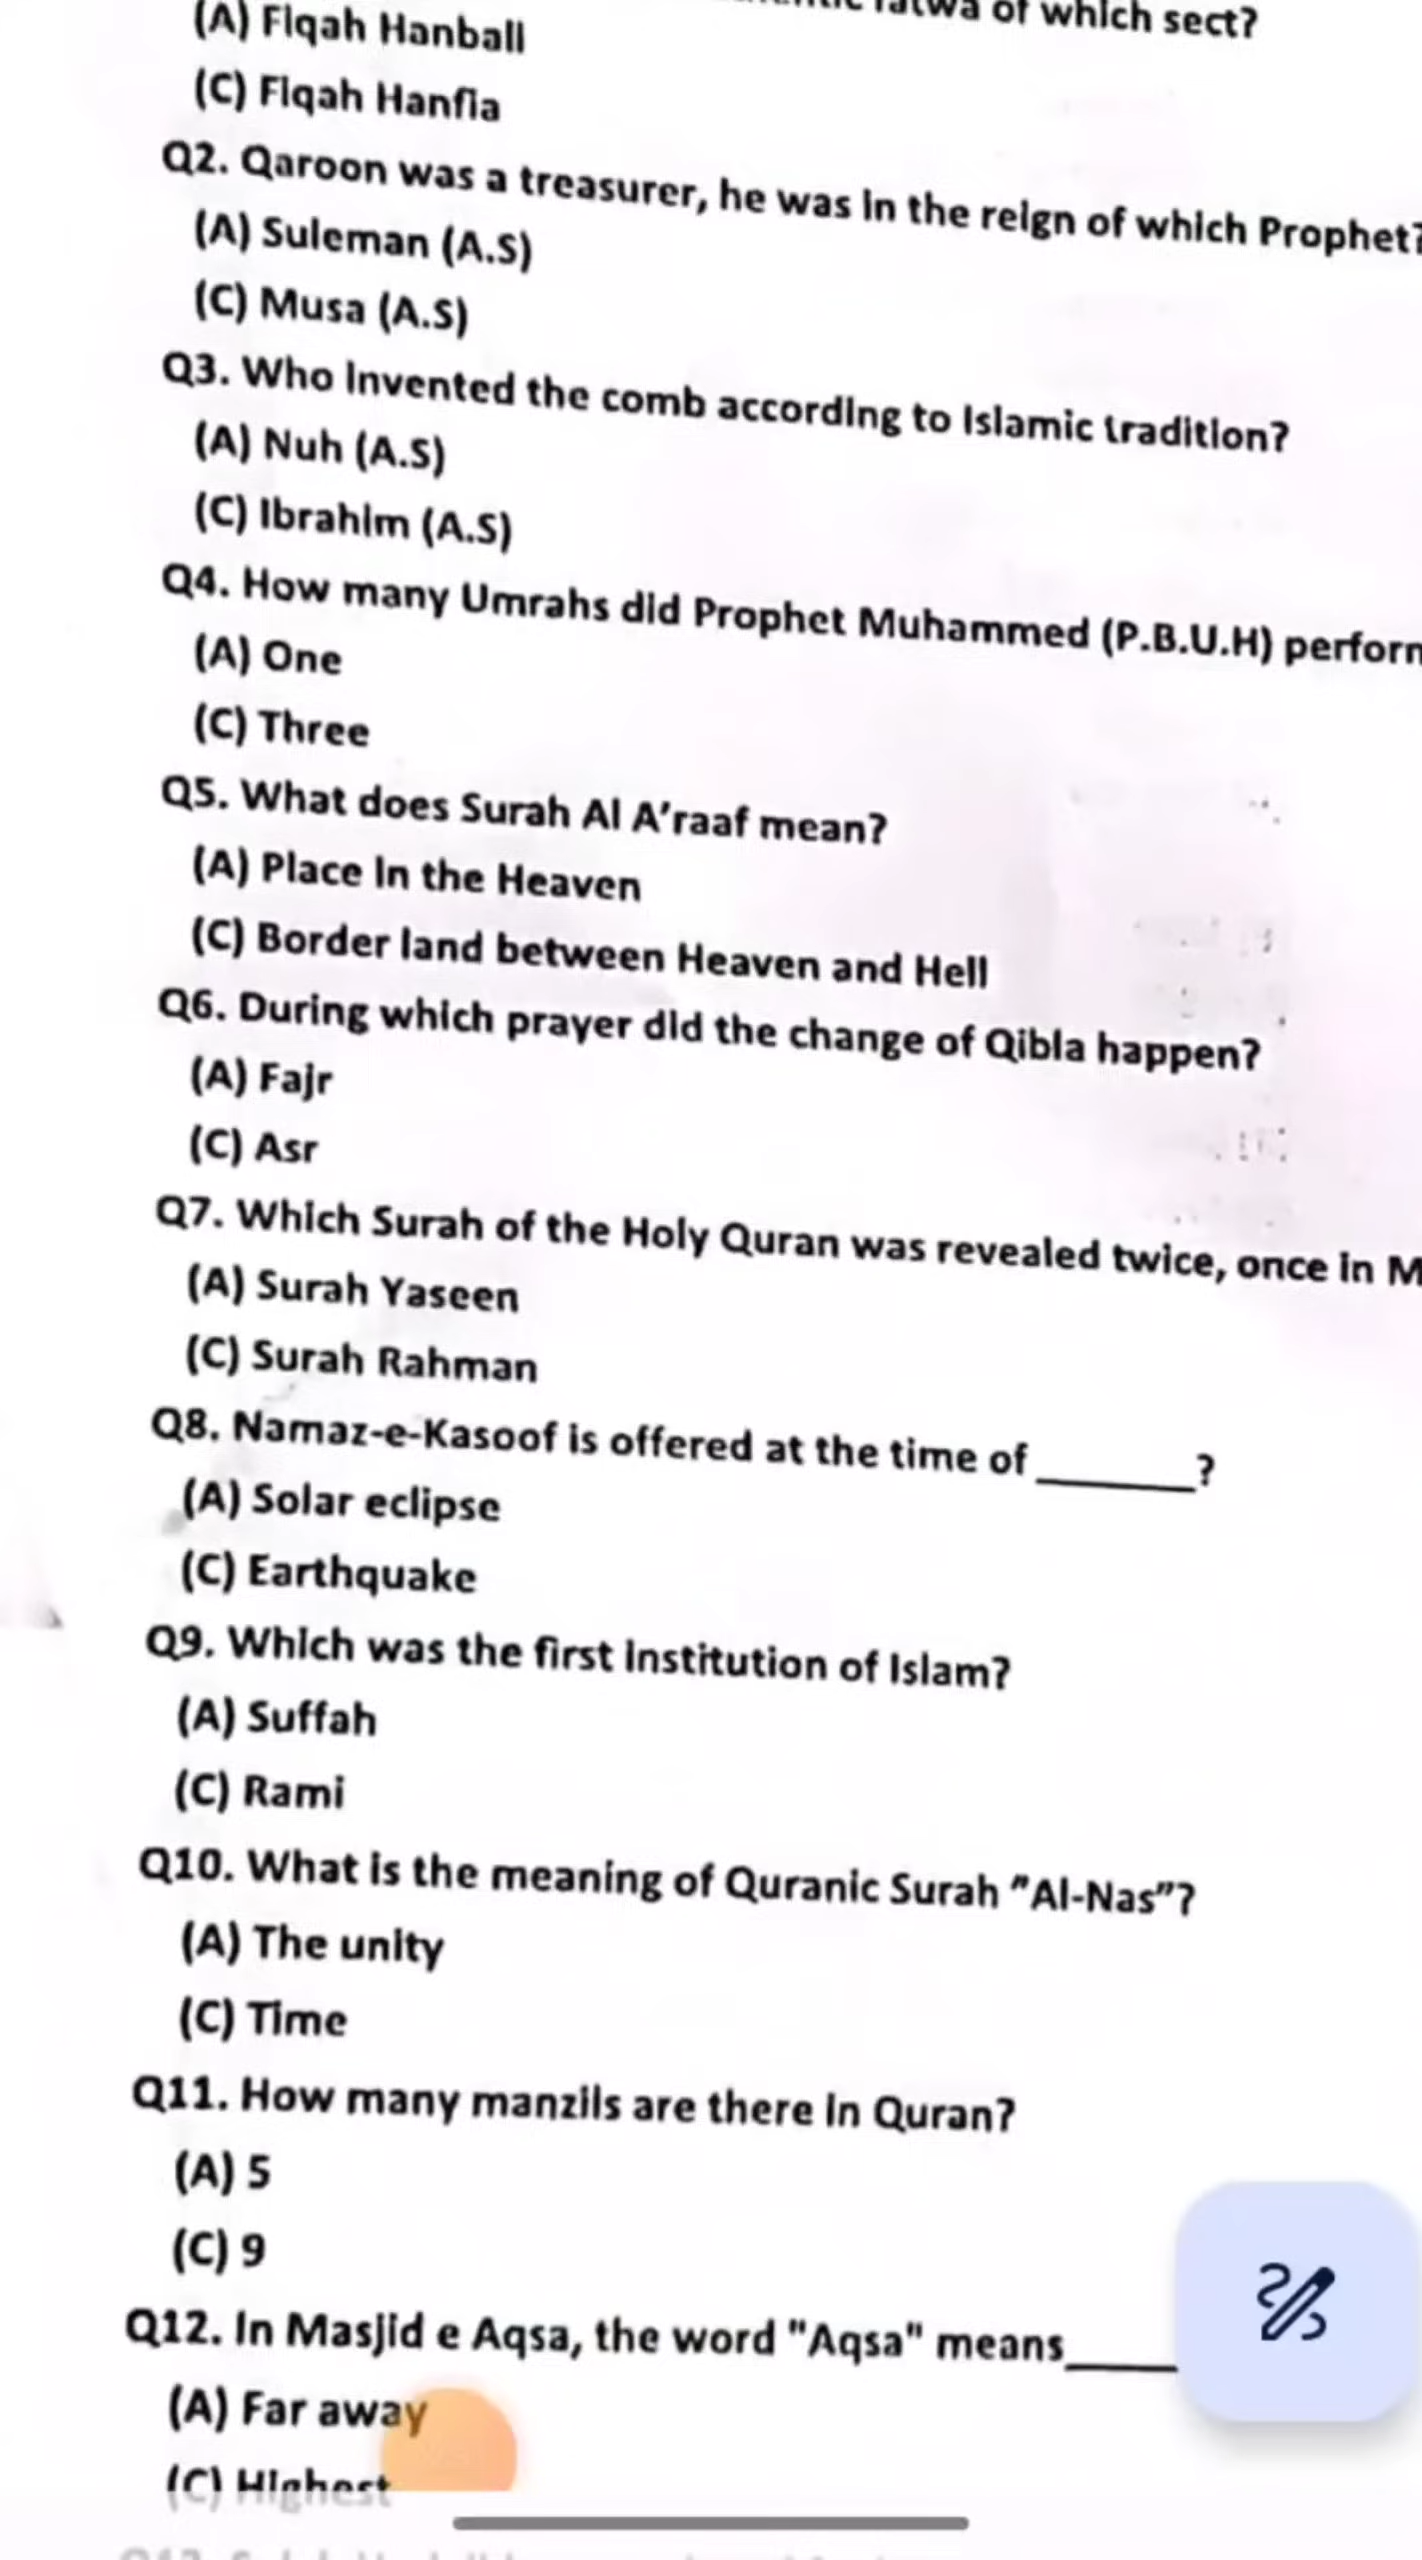 of which sect?
(A) Fiqah Hanbali
(C) Fiqah Hanfia
Q2. Qaroon was a treasurer, he was in the reign of which Prophet?
(A) Suleman (A.S)
(C) Musa (A.S)
Q3. Who invented the comb according to Islamic tradition?
(A) Nuh (A.S)
(C) Ibrahim (A.S)
Q4. How many Umrahs did Prophet Muhammed (P.B.U.H)
(A) One
(C) Three
Q5. What does Surah Al A'raaf mean?
(A) Place in the Heaven
(C) Border land between Heaven and Hell
Q6. During which prayer did the change of Qibla happen?
(A) Fajr
(C) Asr
Q7. Which Surah of the Holy Quran was revealed twice, once in M
(A) Surah Yaseen
(C) Surah Rahman
Q8. Namaz-e-Kasoof is offered at the time of ______?
(A) Solar eclipse
(C) Earthquake
Q9. Which was the first institution of Islam?
(A) Suffah
(C) Rami
Q10. What is the meaning of Quranic Surah "Al-Nas"?
(A) The unity
(C) Time
Q11. How many manzils are there in Quran?
(A) 5
(C) 9
Q12. In Masjid e Aqsa, the word "Aqsa" means____
(A) Far away
(C) Highest